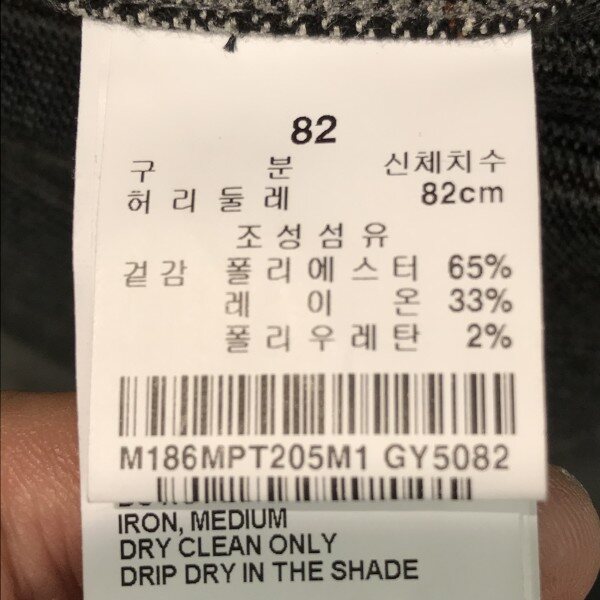 82
구 분 신체치수
허리둘레 82cm
조성섬유
겉감 폴리에스터 65%
레이온 33%
폴리우레탄 2%
M186MPT205M1 GY5082
IRON, MEDIUM
DRY CLEAN ONLY
DRIP DRY IN THE SHADE